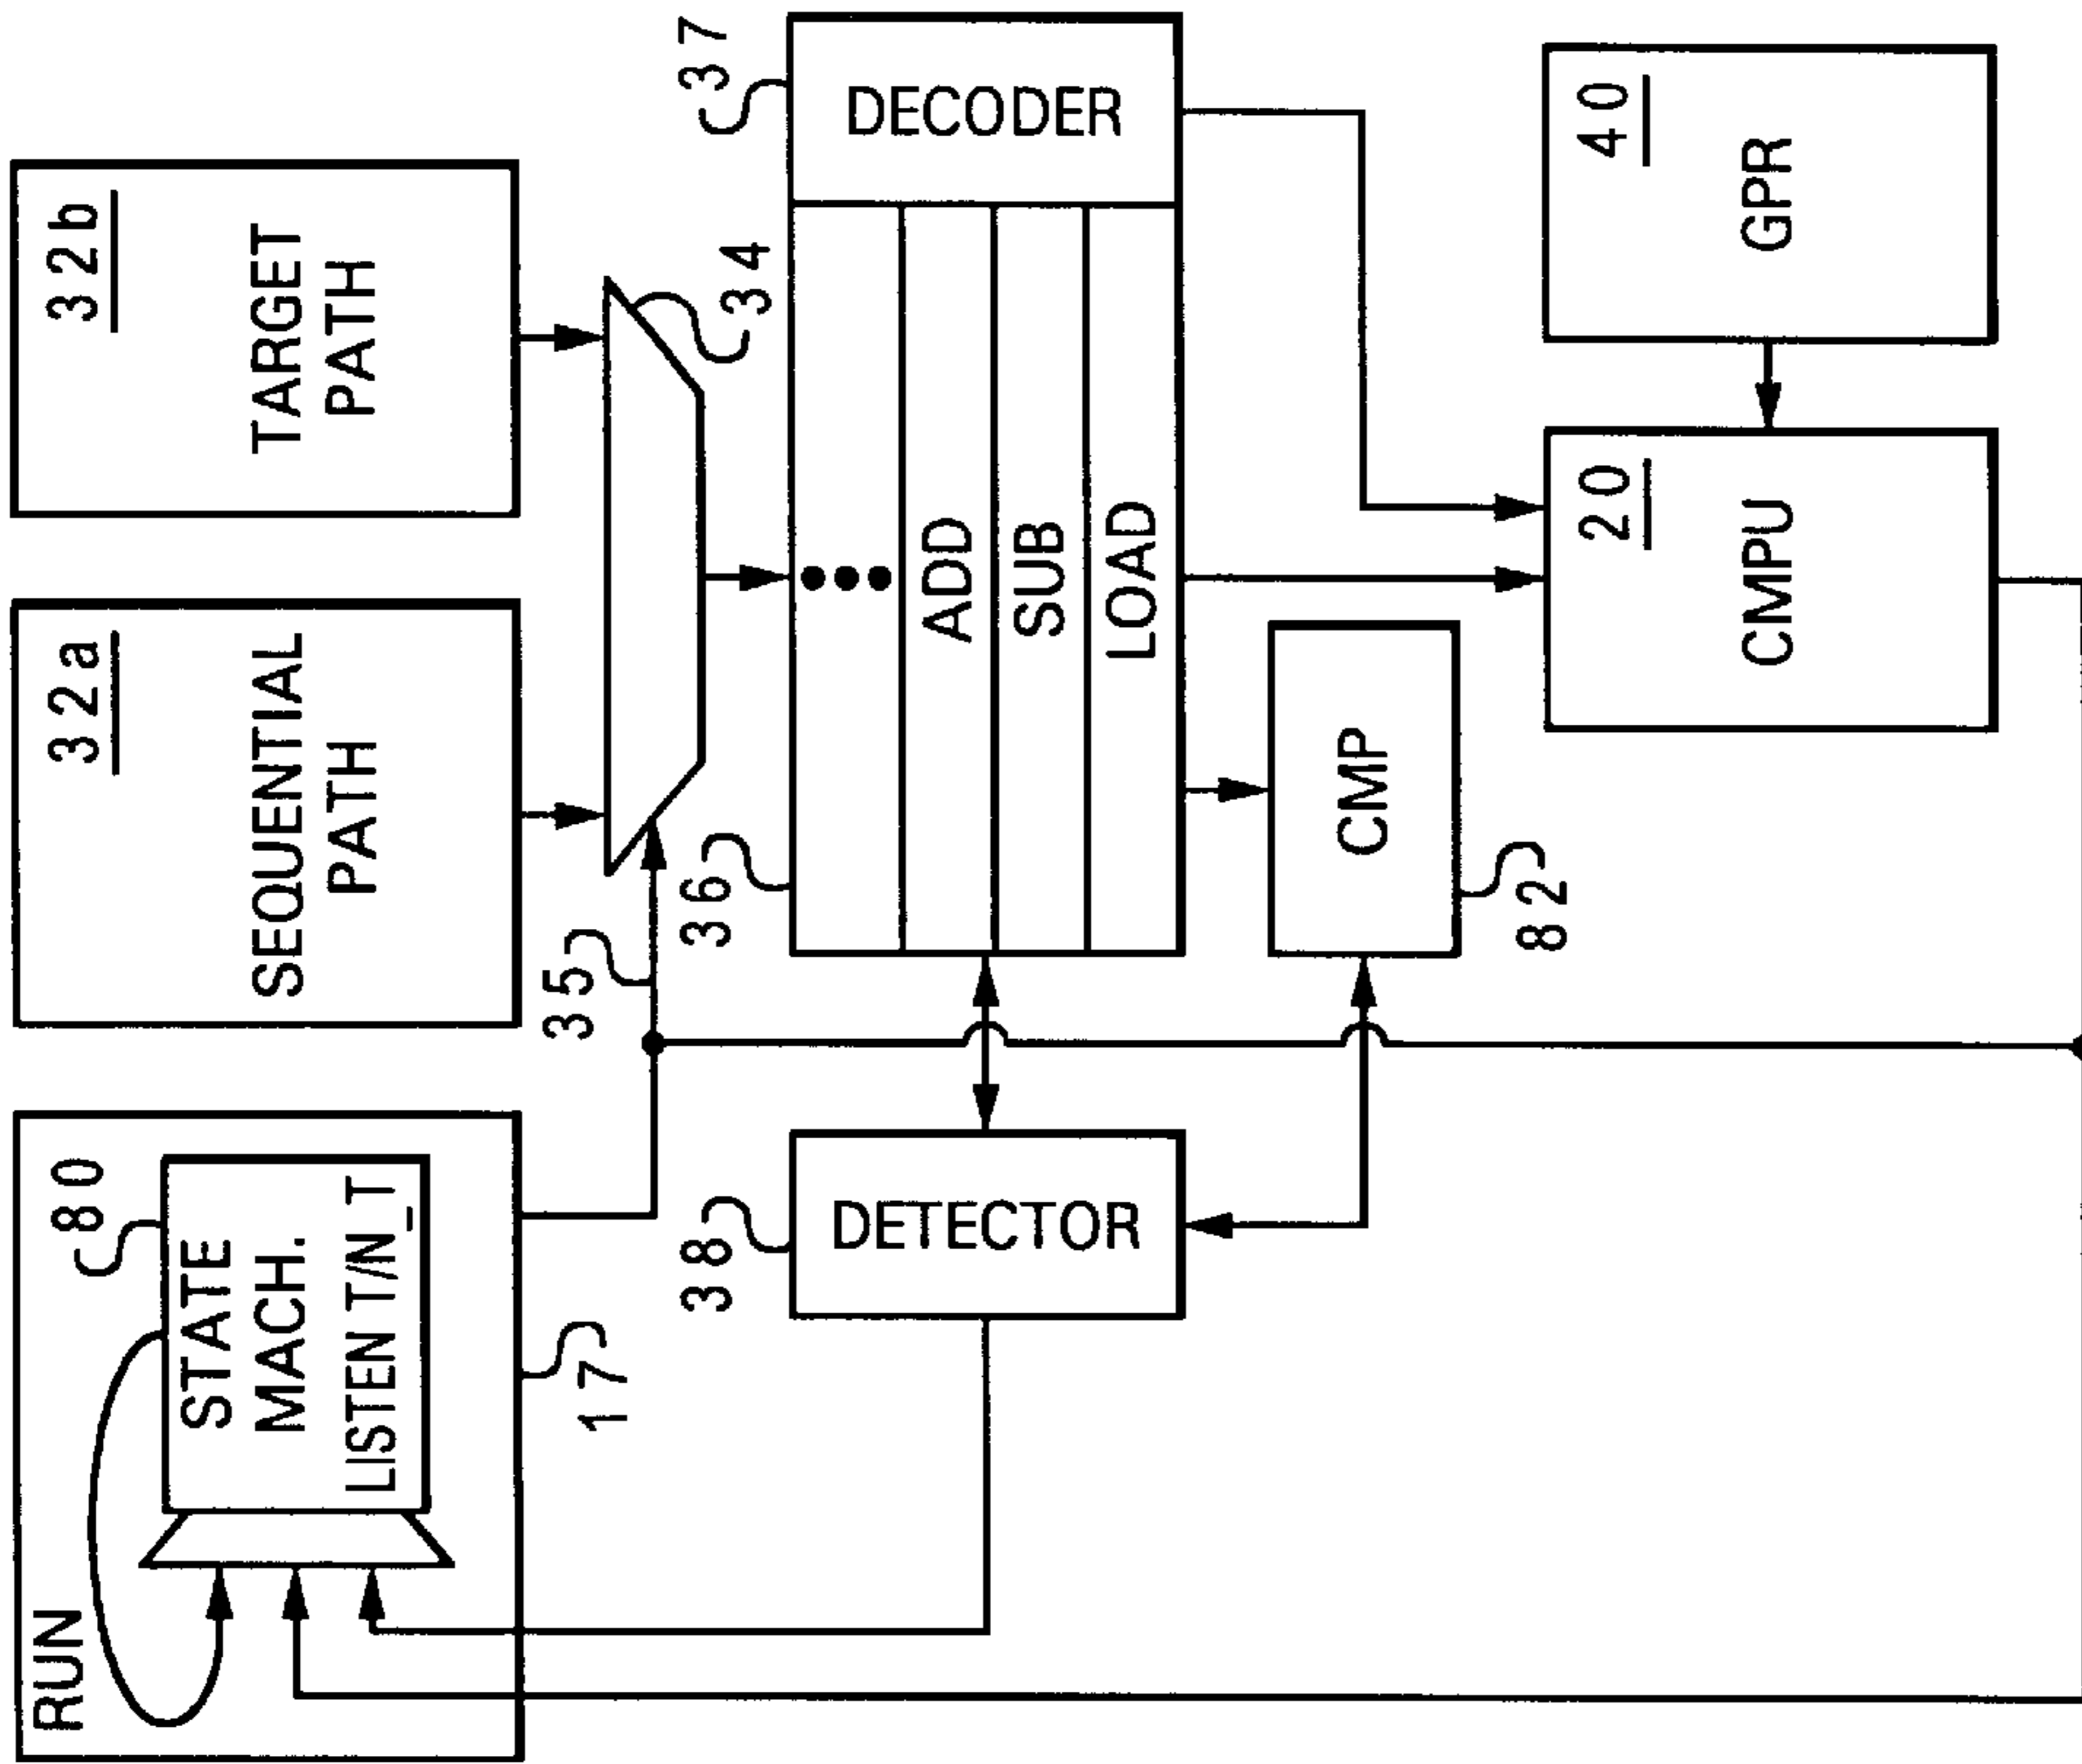 32b
TARGET
PATH
32a
SEQUENTIAL
PATH
37
DECODER
34
35
36
ADD
SUB
LOAD
40
GPR
20
CMPU
CMP
82
RUN
80
STATE
MACH.
LISTEN T/N_T
17
38
DETECTOR